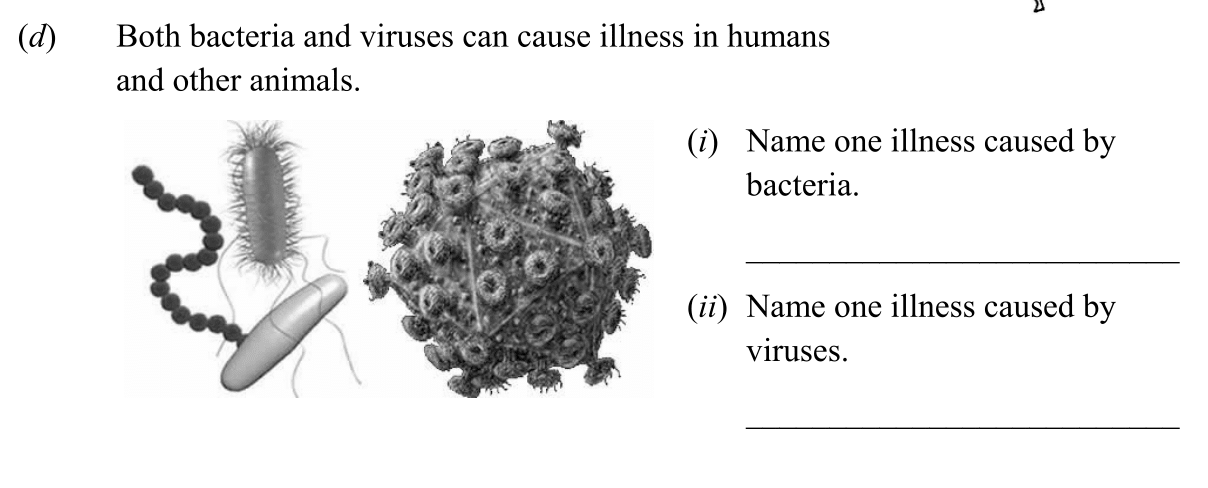 (d) Both bacteria and viruses can cause illness in humans
and other animals.
(i) Name one illness caused by
bacteria.
(ii) Name one illness caused by
viruses.